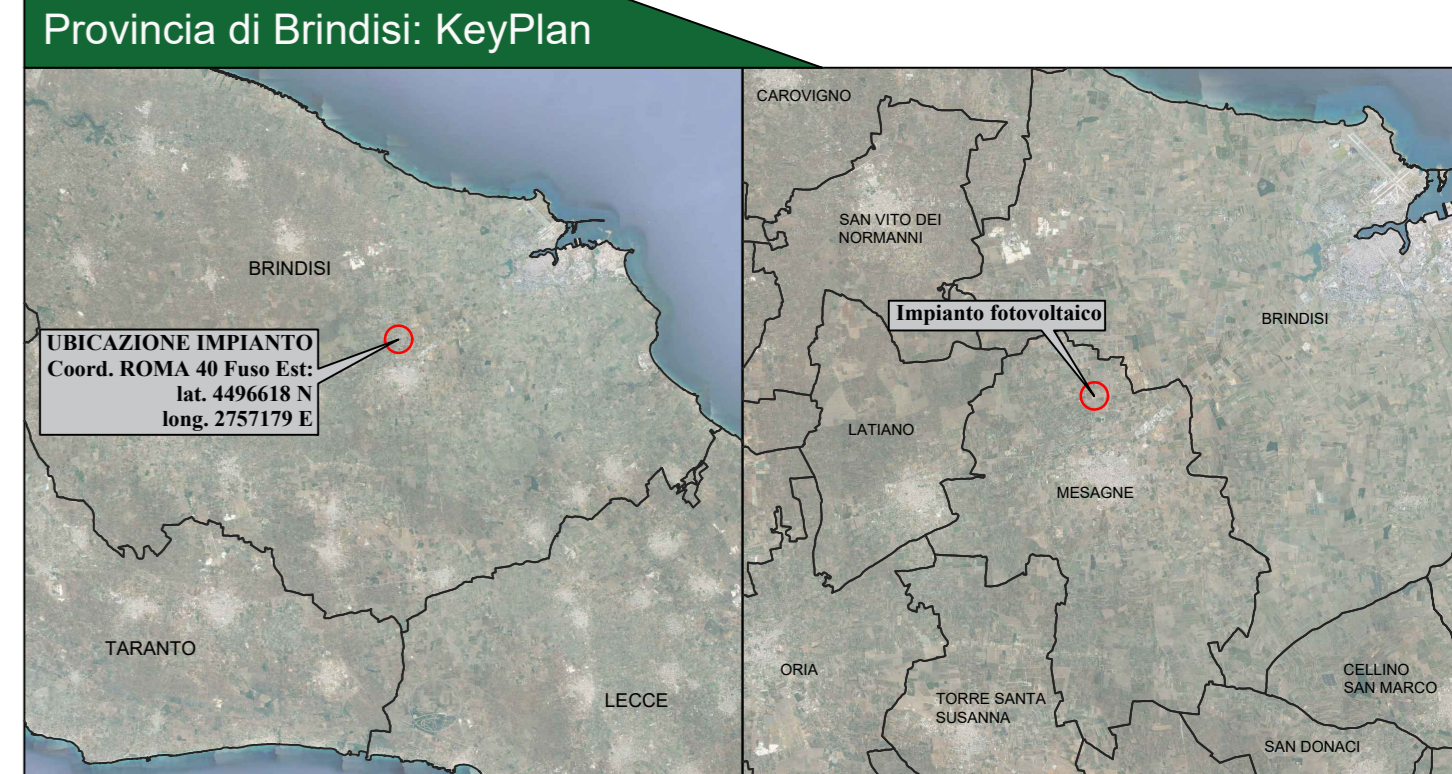 Provincia di Brindisi: KeyPlan
BRINDISI
UBICAZIONE IMPIANTO
Coord. ROMA 40 Fuso Est:
lat. 4496618 N
long. 2757179 E
TARANTO
LECCE
CAROVIGNO
SAN VITO DEI
NORMANNI
Impianto fotovoltaico
BRINDISI
LATIANO
MESAGNE
ORIA
TORRE SANTA
SUSANNA
CELLINO
SAN MARCO
SAN DONACI